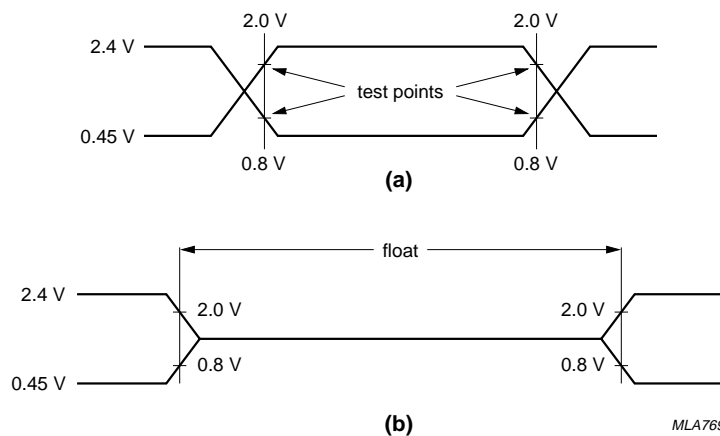 2.0 V 2.0 V
2.4 V
test points
0.45 V
0.8 V 0.8 V
(a)
float
2.4 V
2.0 V 2.0 V
0.8 V 0.8 V
0.45 V
(b)
MLA769